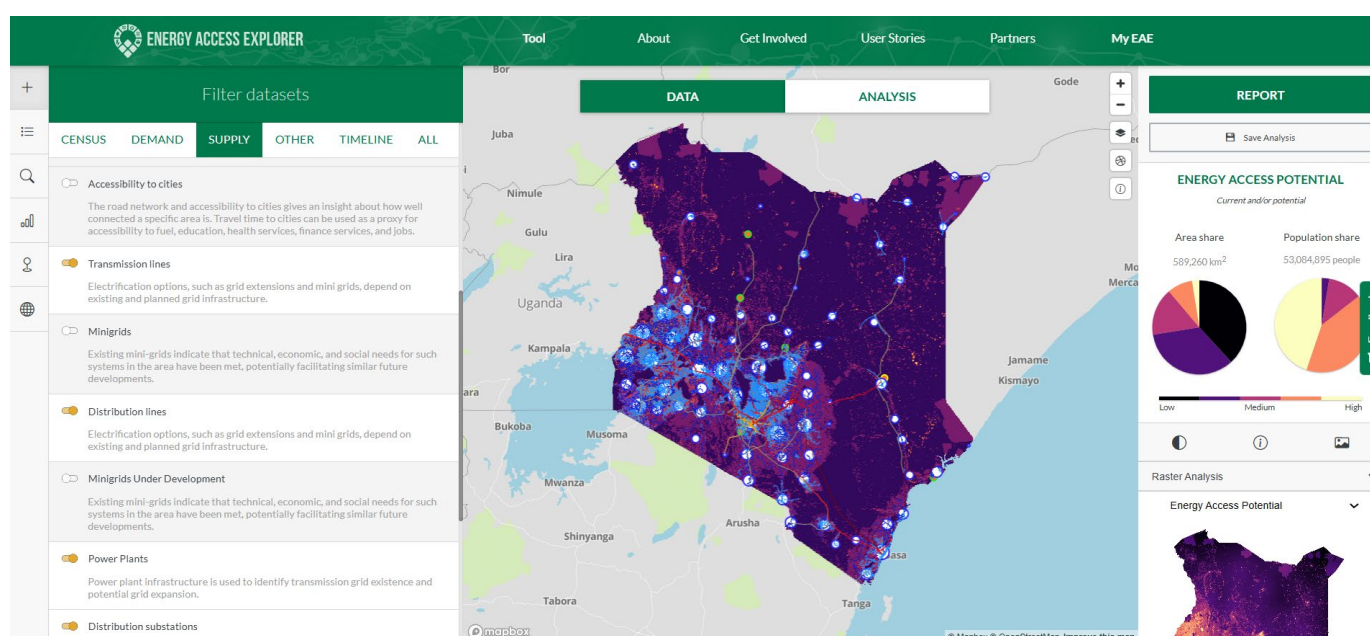 ENERGY ACCESS EXPLORER
Tool
About
Get Involved
User Stories
Partners
My EAE
Filter datasets
CENSUS
DEMAND
SUPPLY
OTHER
TIMELINE
ALL
Accessibility to cities
The road network and accessibility to cities gives an insight about how well
connected a specific area is. Travel time to cities can be used as a proxy for
accessibility to fuel, education, health services, finance services, and jobs.
Transmission lines
Electrification options, such as grid extensions and mini grids, depend on
existing and planned grid infrastructure.
Minigrids
Existing mini-grids indicate that technical, economic, and social needs for such
systems in the area have been met, potentially facilitating similar future
developments.
Distribution lines
Electrification options, such as grid extensions and mini grids, depend on
existing and planned grid infrastructure.
Minigrids Under Development
Existing mini-grids indicate that technical, economic, and social needs for such
systems in the area have been met, potentially facilitating similar future
developments.
Power Plants
Power plant infrastructure is used to identify transmission grid existence and
potential grid expansion.
Distribution substations
DATA
ANALYSIS
Bor
Gode
Juba
Nimule
Gulu
Lira
Uganda
Kampala
Bukoba
Musoma
Mwanza
Shinyanga
Arusha
Tabora
Tanga
Jamame
Kismayo
Mo
Merca
ara
asa
mapbox
© Mapbox © OpenStreetMap Improve this map
REPORT
Save Analysis
ENERGY ACCESS POTENTIAL
Current and/or potential
Area share
Population share
589,260 km²
53,084,895 people
Low
Medium
High
Raster Analysis
Energy Access Potential